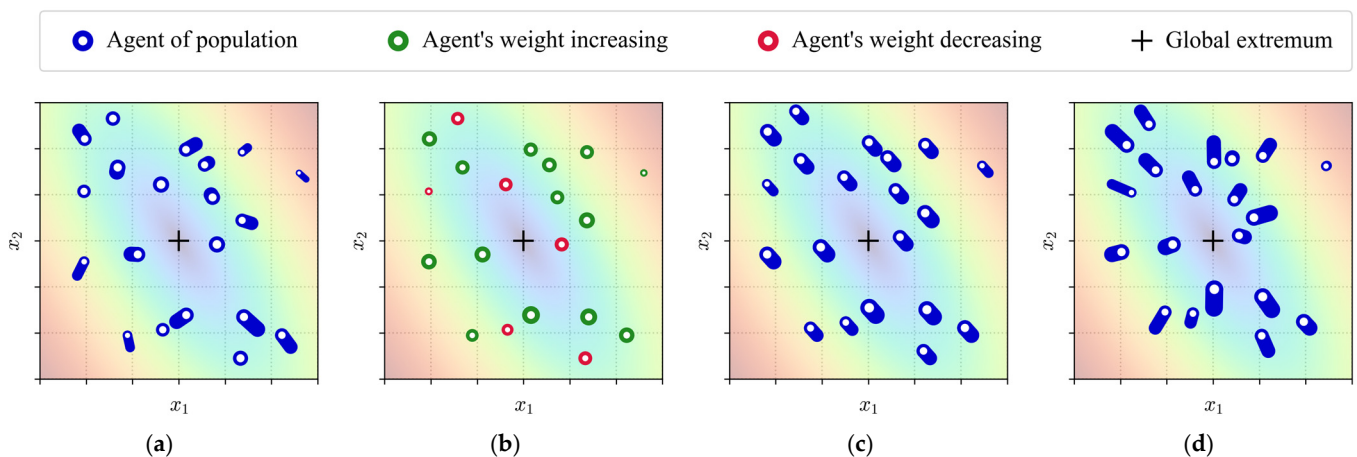 Agent of population Agent's weight increasing Agent's weight decreasing Global extremum
x₂ x₂ x₂ x₂
x₁ x₁ x₁ x₁
(a) (b) (c) (d)